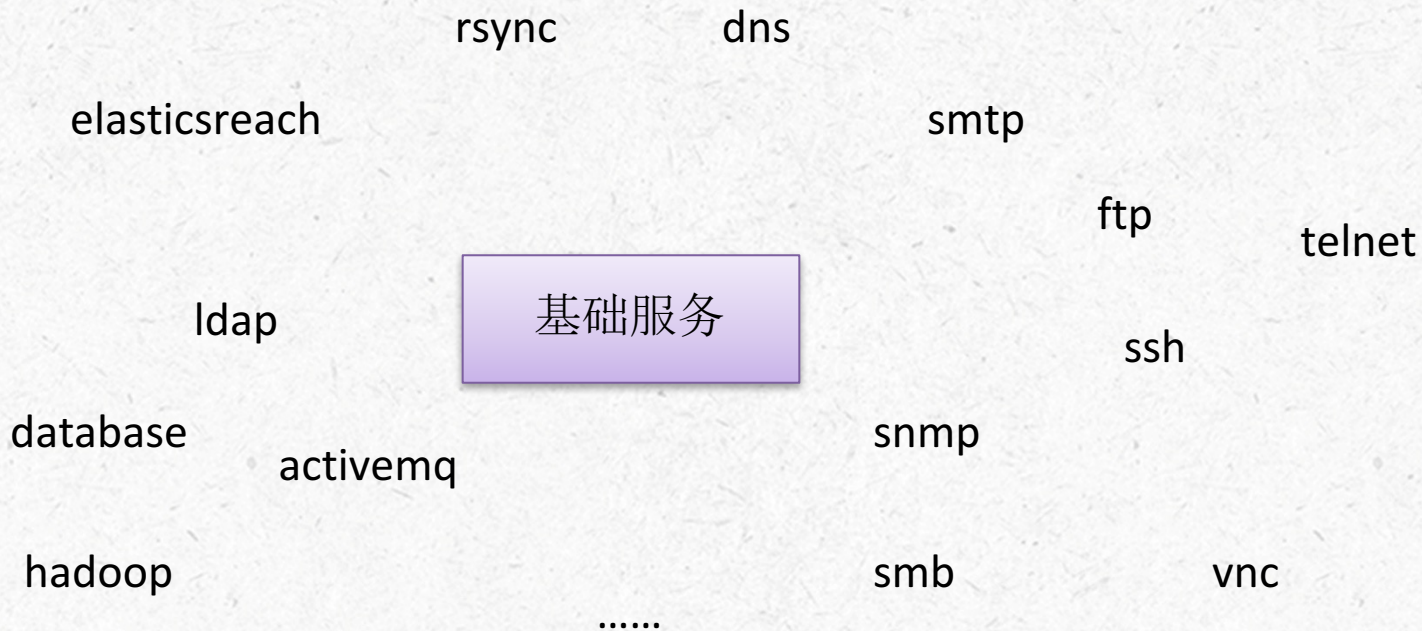 rsync dns
elasticsreach smtp
ftp
telnet
ldap 基础服务
ssh
database snmp
activemq
hadoop smb vnc
......